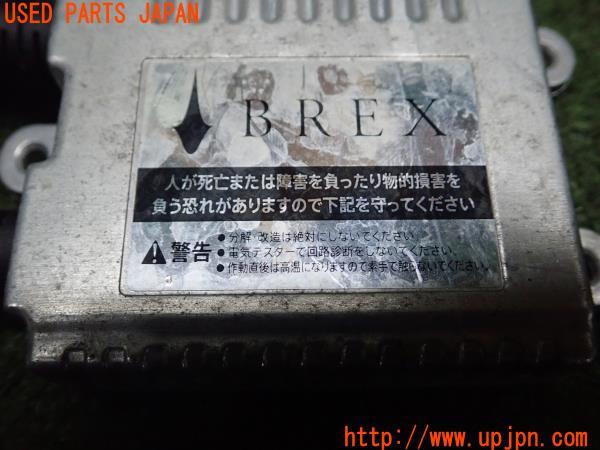 USED PARTS JAPAN
BREX
人が死亡または障害を負ったり物的損害を
負う恐れがありますので下記を守ってください
警告
●分解・改造は絶対にしないでください
●電気テスターで回路診断をしないでください
●作動直後は高温になりますので素手で触らないでください
http://www.upjpn.com/